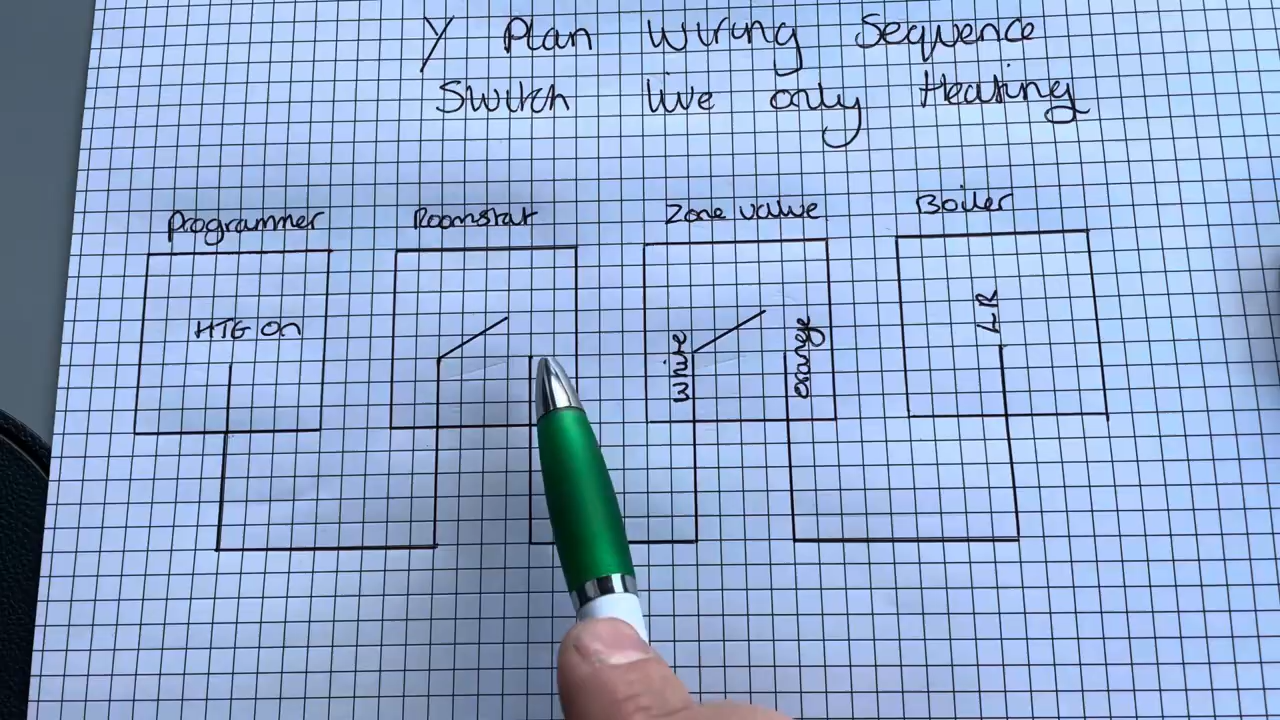 Y Plan Wiring Sequence
Switch live only Heating
Programmer
Roomstat
Zone valve
Boiler
HTG On
white
orange
LR